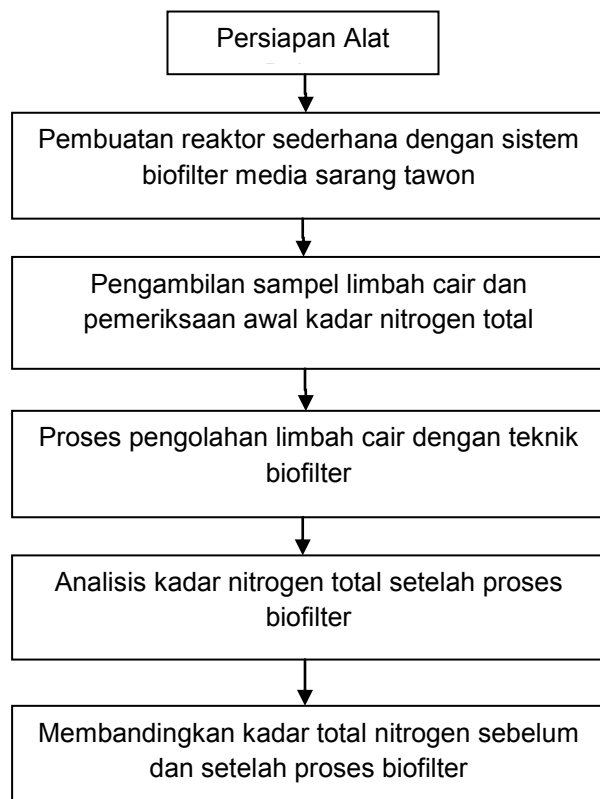 Persiapan Alat
Pembuatan reaktor sederhana dengan sistem
biofilter media sarang tawon
Pengambilan sampel limbah cair dan
pemeriksaan awal kadar nitrogen total
Proses pengolahan limbah cair dengan teknik
biofilter
Analisis kadar nitrogen total setelah proses
biofilter
Membandingkan kadar total nitrogen sebelum
dan setelah proses biofilter